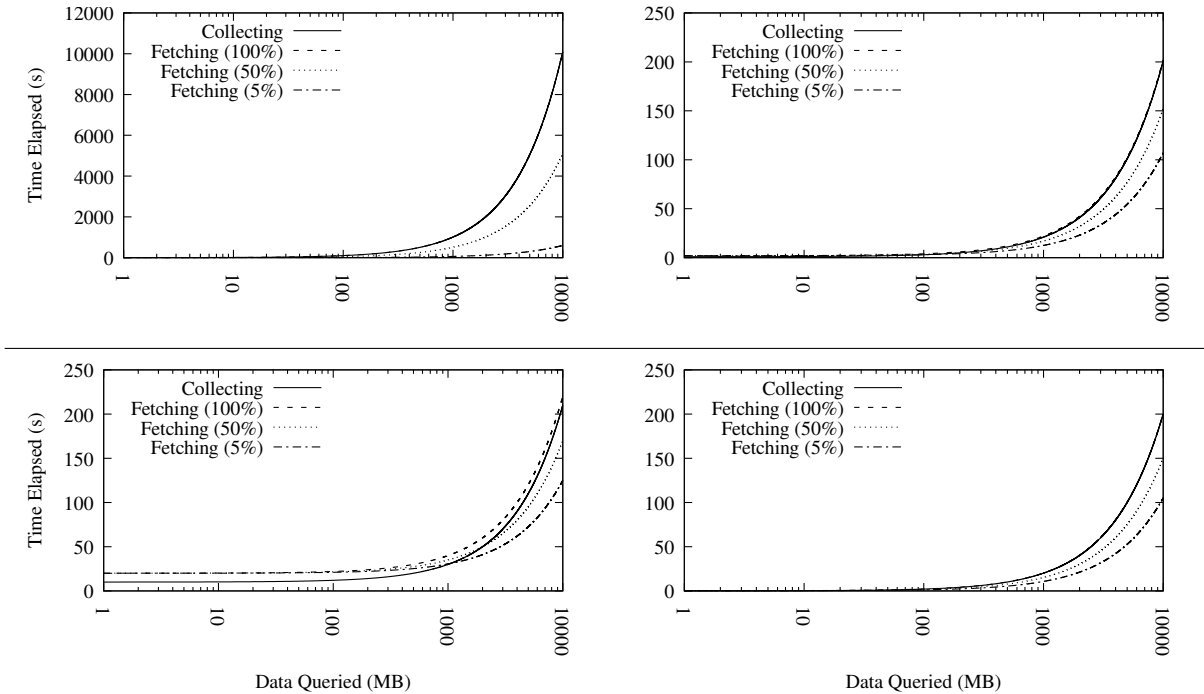 12000
10000
8000
6000
4000
2000
0
Time Elapsed (s)
Collecting
Fetching (100%)
Fetching (50%)
Fetching (5%)
1
10
100
1000
10000
250
200
150
100
50
0
Collecting
Fetching (100%)
Fetching (50%)
Fetching (5%)
1
10
100
1000
10000
250
200
150
100
50
0
Time Elapsed (s)
Collecting
Fetching (100%)
Fetching (50%)
Fetching (5%)
1
10
100
1000
10000
Data Queried (MB)
250
200
150
100
50
0
Collecting
Fetching (100%)
Fetching (50%)
Fetching (5%)
1
10
100
1000
10000
Data Queried (MB)